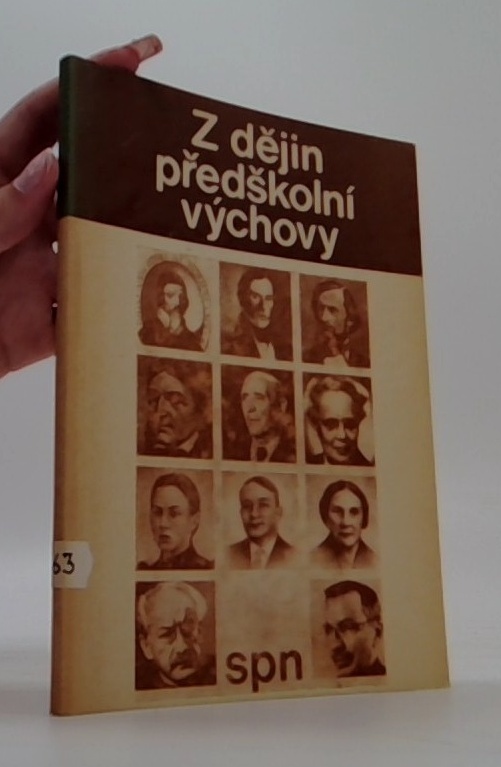 Z dějin
předškolní
výchovy
63
spn